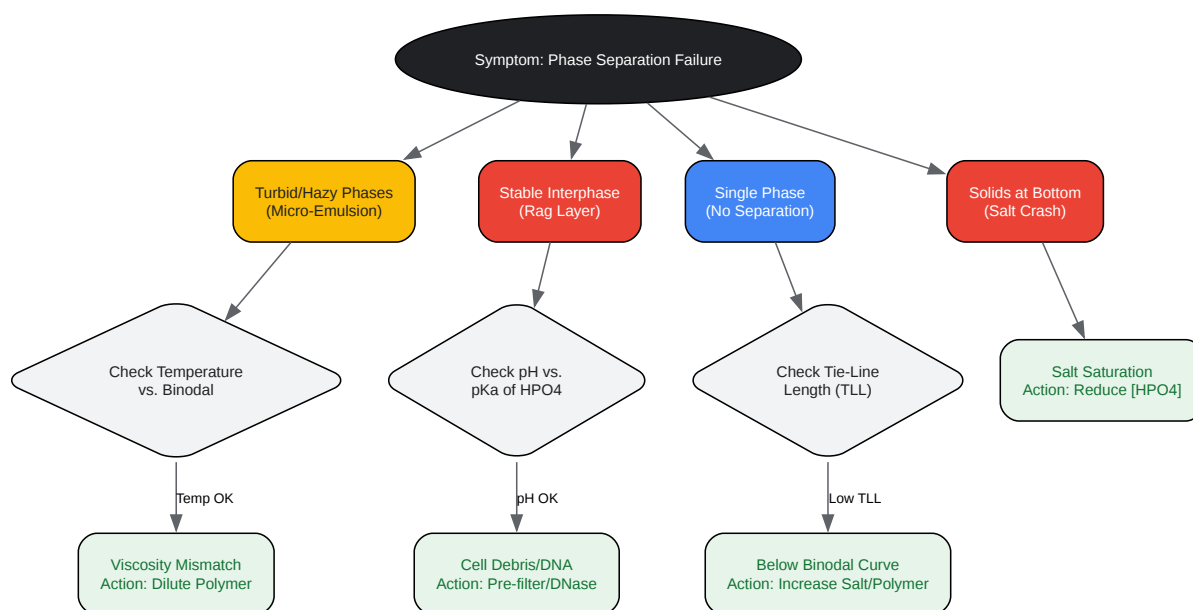 Symptom: Phase Separation Failure
Turbid/Hazy Phases
(Micro-Emulsion)
Stable Interphase
(Rag Layer)
Single Phase
(No Separation)
Solids at Bottom
(Salt Crash)
Check Temperature
vs. Binodal
Check pH vs.
pKa of HPO4
Check Tie-Line
Length (TLL)
Salt Saturation
Action: Reduce [HPO4]
Temp OK
pH OK
Low TLL
Viscosity Mismatch
Action: Dilute Polymer
Cell Debris/DNA
Action: Pre-filter/DNase
Below Binodal Curve
Action: Increase Salt/Polymer